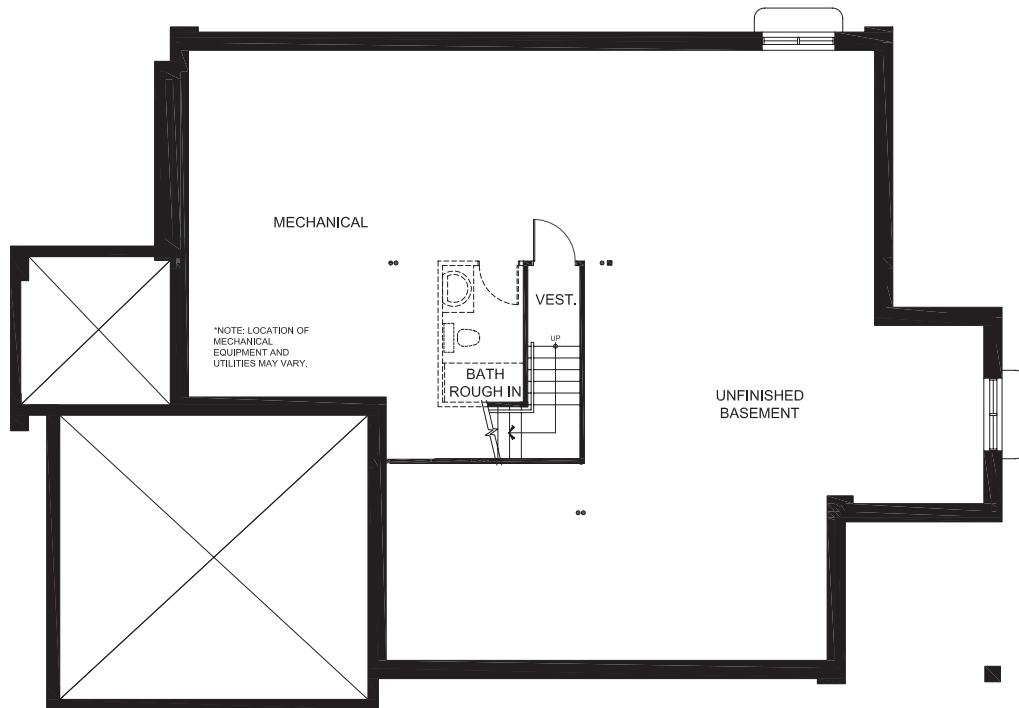 MECHANICAL
VEST.
*NOTE: LOCATION OF
MECHANICAL
EQUIPMENT AND
UTILITIES MAY VARY.
UP
BATH
ROUGH IN
UNFINISHED
BASEMENT